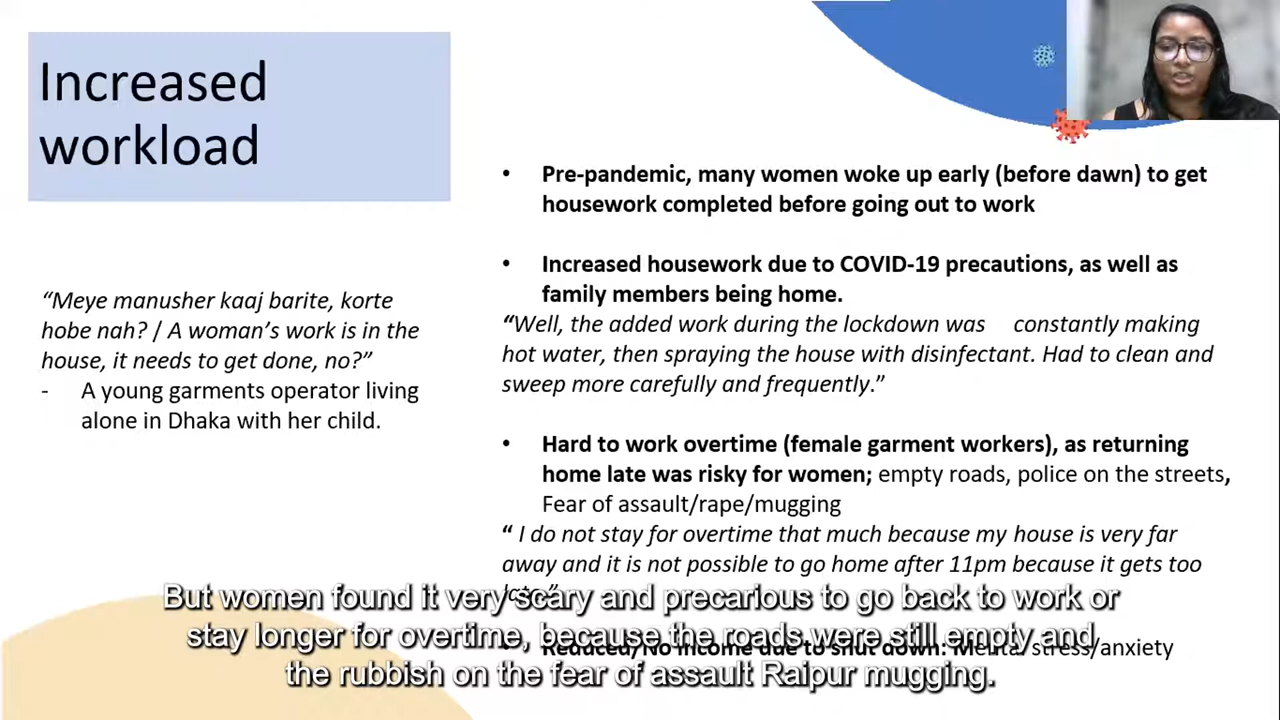 Increased
workload
“Meye manusher kaaj barite, korte
hobe nah? / A woman’s work is in the
house, it needs to get done, no?”
- A young garments operator living
alone in Dhaka with her child.
• Pre-pandemic, many women woke up early (before dawn) to get
housework completed before going out to work
• Increased housework due to COVID-19 precautions, as well as
family members being home.
“Well, the added work during the lockdown was constantly making
hot water, then spraying the house with disinfectant. Had to clean and
sweep more carefully and frequently.”
• Hard to work overtime (female garment workers), as returning
home late was risky for women; empty roads, police on the streets,
Fear of assault/rape/mugging
“ I do not stay for overtime that much because my house is very far
away and it is not possible to go home after 11pm because it gets too
late”
• Reduced/No income due to shut down: Mental stress/anxiety
But women found it very scary and precarious to go back to work or
stay longer for overtime, because the roads were still empty and
the rubbish on the fear of assault Raipur mugging.